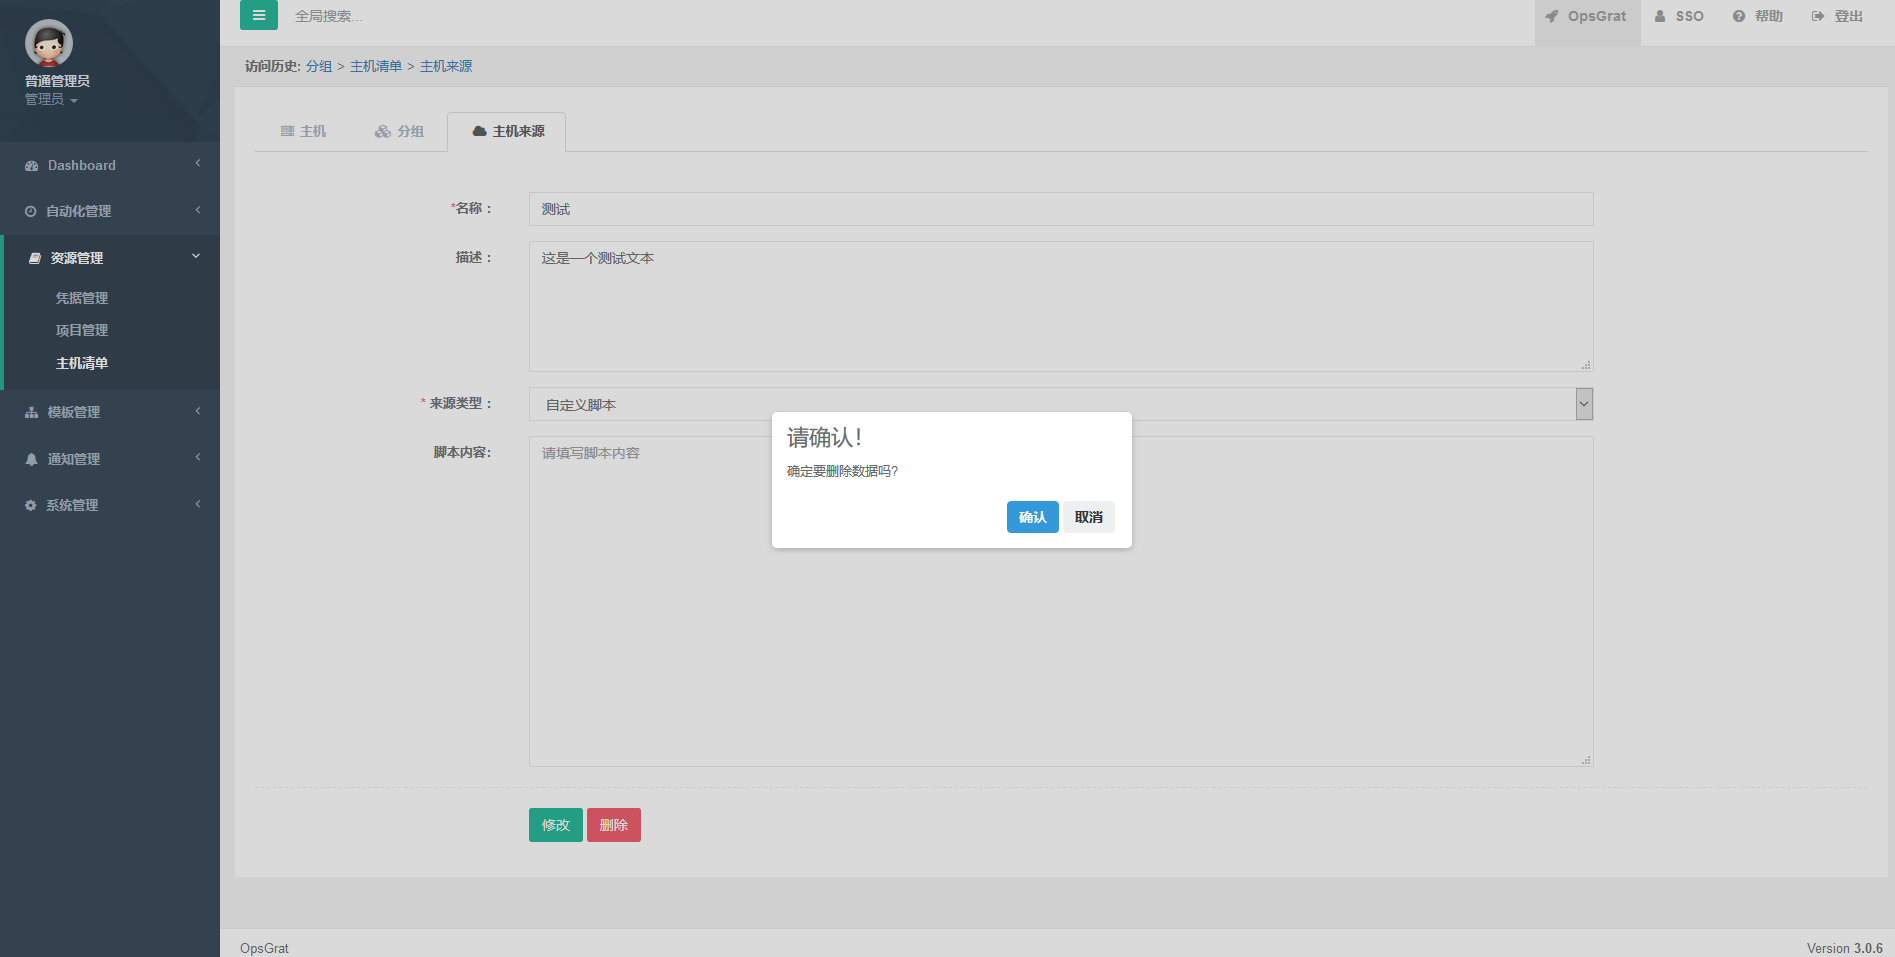 全局搜索...
OpsGrat
SSO
帮助
登出
普通管理员
管理员
Dashboard
自动化管理
资源管理
凭据管理
项目管理
主机清单
模板管理
通知管理
系统管理
访问历史: 分组 > 主机清单 > 主机来源
主机
分组
主机来源
*名称：
测试
描述：
这是一个测试文本
* 来源类型：
自定义脚本
脚本内容:
请填写脚本内容
请确认!
确定要删除数据吗?
确认
取消
修改
删除
OpsGrat
Version 3.0.6